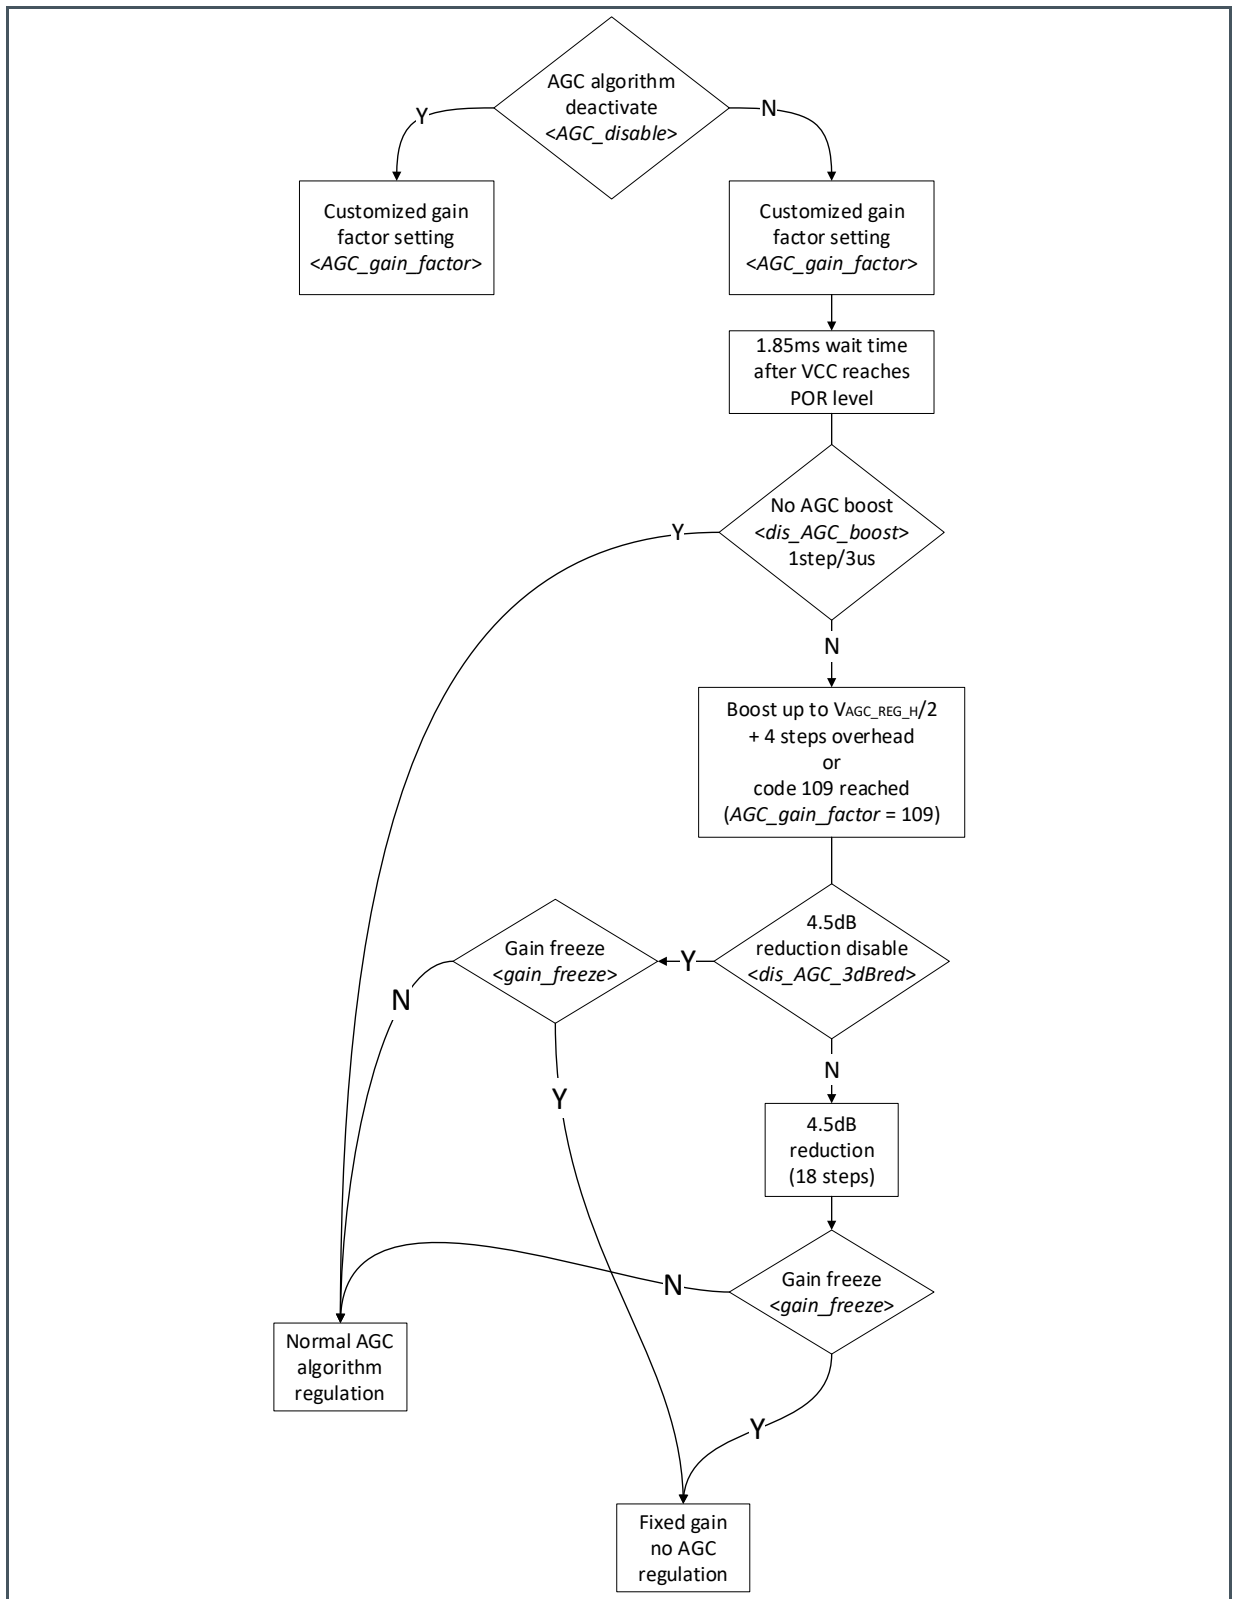 AGC algorithm
deactivate
<AGC_disable>
Y
N
Customized gain
factor setting
<AGC_gain_factor>
Customized gain
factor setting
<AGC_gain_factor>
1.85ms wait time
after VCC reaches
POR level
No AGC boost
<dis_AGC_boost>
1step/3us
Y
N
Boost up to VAGC_REG_H/2
+ 4 steps overhead
or
code 109 reached
(AGC_gain_factor = 109)
4.5dB
reduction disable
<dis_AGC_3dBred>
Y
Gain freeze
<gain_freeze>
N
Y
N
4.5dB
reduction
(18 steps)
Gain freeze
<gain_freeze>
N
Y
Normal AGC
algorithm
regulation
Fixed gain
no AGC
regulation